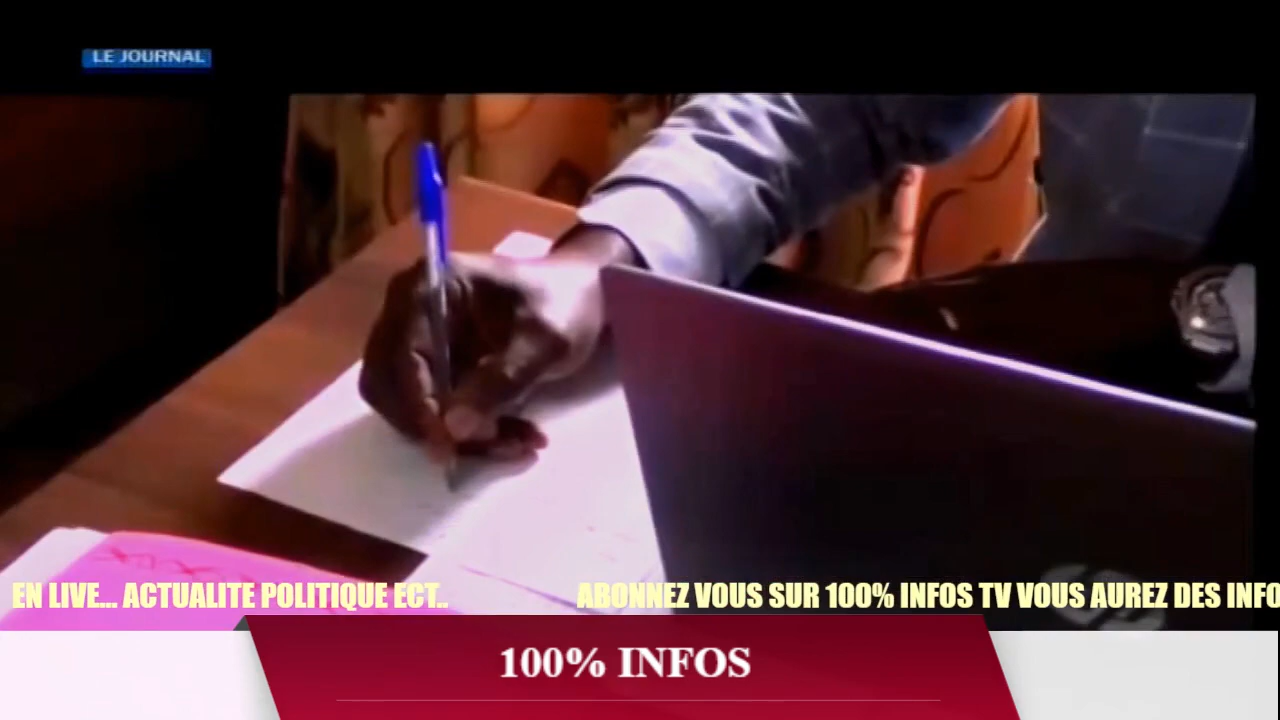 LE JOURNAL
EN LIVE... ACTUALITE POLITIQUE ECT.. ABONNEZ VOUS SUR 100% INFOS TV VOUS AUREZ DES INFO
100% INFOS